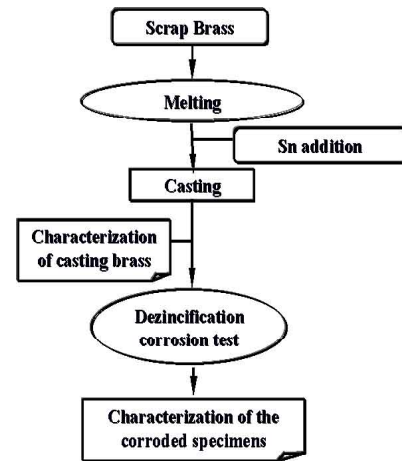 Scrap Brass
Melting
Sn addition
Casting
Characterization
of casting brass
Dezincification
corrosion test
Characterization of the
corroded specimens